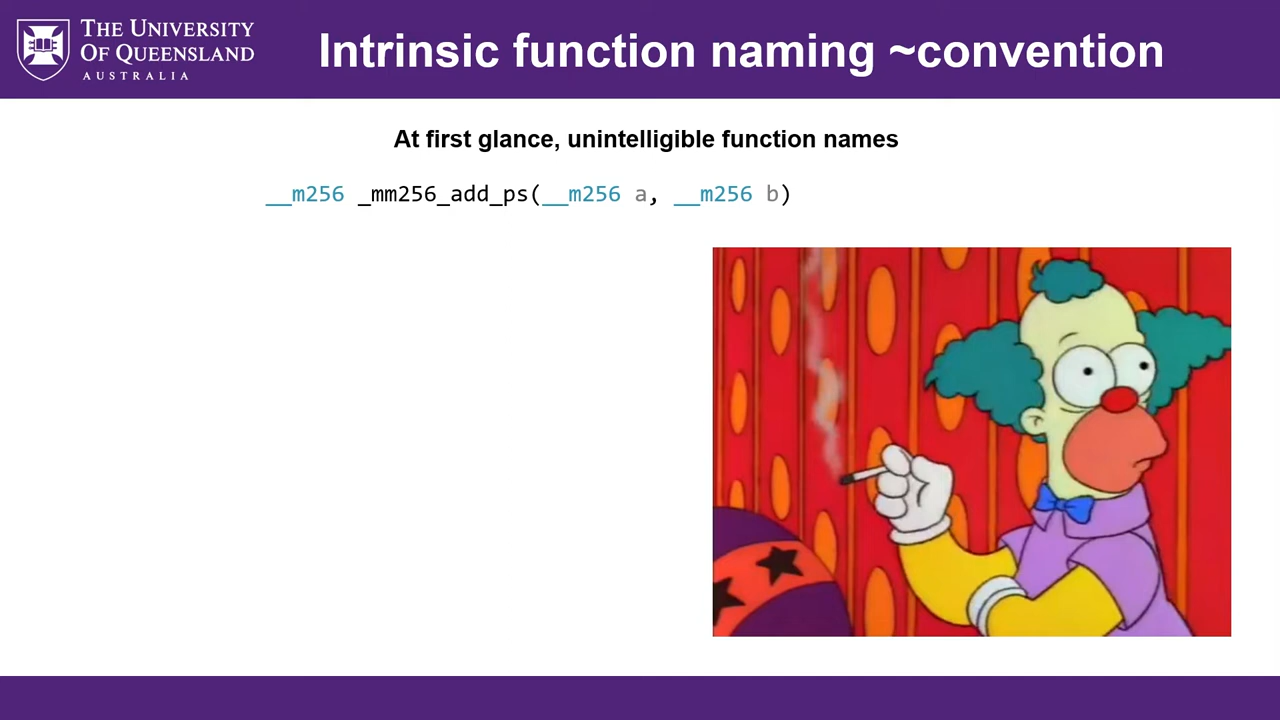 THE UNIVERSITY
OF QUEENSLAND
AUSTRALIA
Intrinsic function naming ~convention
At first glance, unintelligible function names
__m256 _mm256_add_ps(__m256 a, __m256 b)